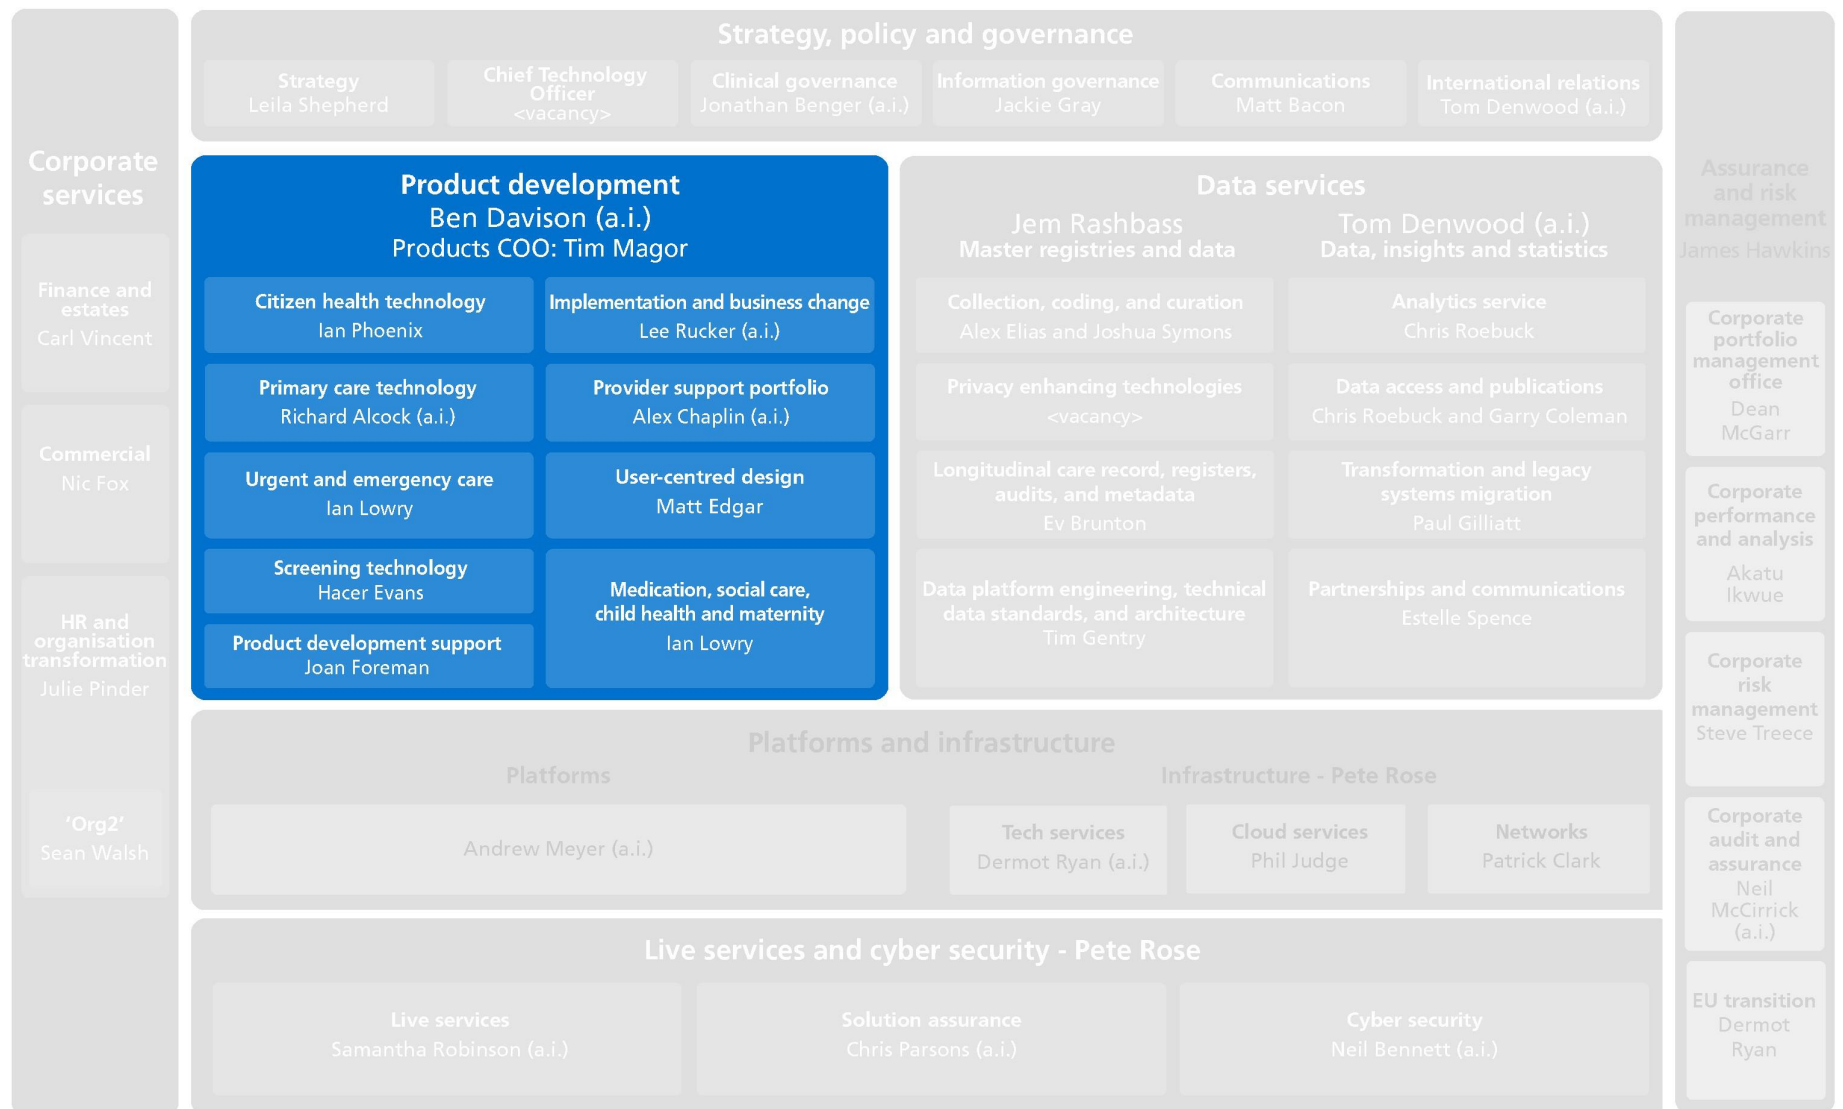 Strategy, policy and governance
Strategy
Leila Shepherd
Chief Technology
Officer
<vacancy>
Clinical governance
Jonathan Benger (a.i.)
Information governance
Jackie Gray
Communications
Matt Bacon
International relations
Tom Denwood (a.i.)
Corporate
services
Finance and
estates
Carl Vincent
Commercial
Nic Fox
HR and
organisation
transformation
Julie Pinder
‘Org2’
Sean Walsh
Product development
Ben Davison (a.i.)
Products COO: Tim Magor
Citizen health technology
Ian Phoenix
Implementation and business change
Lee Rucker (a.i.)
Primary care technology
Richard Alcock (a.i.)
Provider support portfolio
Alex Chaplin (a.i.)
Urgent and emergency care
Ian Lowry
User-centred design
Matt Edgar
Screening technology
Hacer Evans
Medication, social care,
child health and maternity
Ian Lowry
Product development support
Joan Foreman
Data services
Jem Rashbass
Master registries and data
Tom Denwood (a.i.)
Data, insights and statistics
Collection, coding, and curation
Alex Elias and Joshua Symons
Analytics service
Chris Roebuck
Privacy enhancing technologies
<vacancy>
Data access and publications
Chris Roebuck and Garry Coleman
Longitudinal care record, registers,
audits, and metadata
Ev Brunton
Transformation and legacy
systems migration
Paul Gilliatt
Data platform engineering, technical
data standards, and architecture
Tim Gentry
Partnerships and communications
Estelle Spence
Platforms and infrastructure
Platforms
Andrew Meyer (a.i.)
Infrastructure - Pete Rose
Tech services
Dermot Ryan (a.i.)
Cloud services
Phil Judge
Networks
Patrick Clark
Live services and cyber security - Pete Rose
Live services
Samantha Robinson (a.i.)
Solution assurance
Chris Parsons (a.i.)
Cyber security
Neil Bennett (a.i.)
Assurance
and risk
management
James Hawkins
Corporate
portfolio
management
office
Dean
McGarr
Corporate
performance
and analysis
Akatu
Ikwue
Corporate
risk
management
Steve Treece
Corporate
audit and
assurance
Neil
McCirrick
(a.i.)
EU transition
Dermot
Ryan